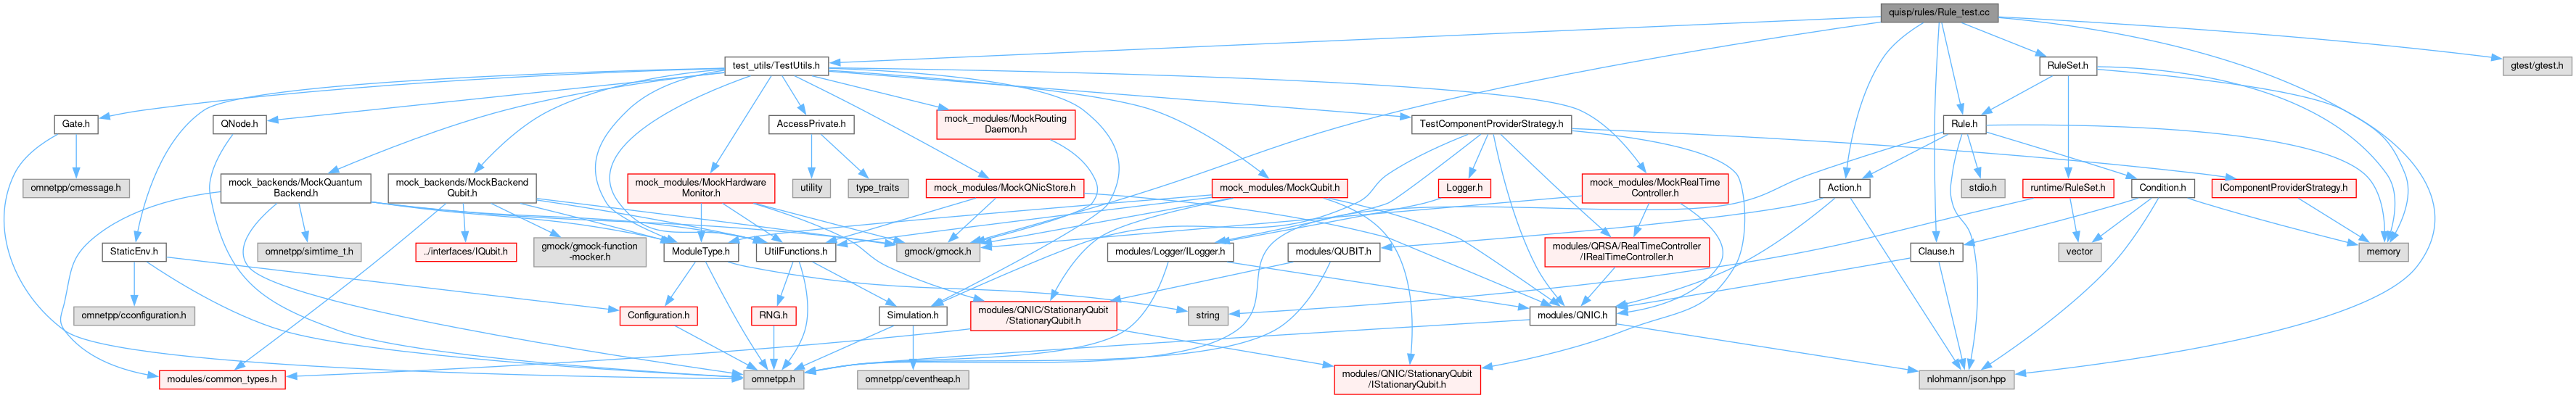 quisp/rules/Rule_test.cc
test_utils/TestUtils.h
RuleSet.h
gtest/gtest.h
Gate.h
QNode.h
AccessPrivate.h
mock_modules/MockRouting
Daemon.h
TestComponentProviderStrategy.h
Rule.h
omnetpp/cmessage.h
mock_backends/MockQuantum
Backend.h
mock_backends/MockBackend
Qubit.h
mock_modules/MockHardware
Monitor.h
utility
type_traits
mock_modules/MockQNicStore.h
mock_modules/MockQubit.h
Logger.h
mock_modules/MockRealTime
Controller.h
Action.h
stdio.h
runtime/RuleSet.h
Condition.h
IComponentProviderStrategy.h
StaticEnv.h
omnetpp/simtime_t.h
../interfaces/IQubit.h
gmock/gmock-function
-mocker.h
ModuleType.h
UtilFunctions.h
gmock/gmock.h
modules/Logger/ILogger.h
modules/QUBIT.h
modules/QRSA/RealTimeController
/IRealTimeController.h
Clause.h
vector
memory
omnetpp/cconfiguration.h
Configuration.h
RNG.h
Simulation.h
modules/QNIC/StationaryQubit
/StationaryQubit.h
string
modules/QNIC.h
modules/common_types.h
omnetpp.h
omnetpp/ceventheap.h
modules/QNIC/StationaryQubit
/IStationaryQubit.h
nlohmann/json.hpp